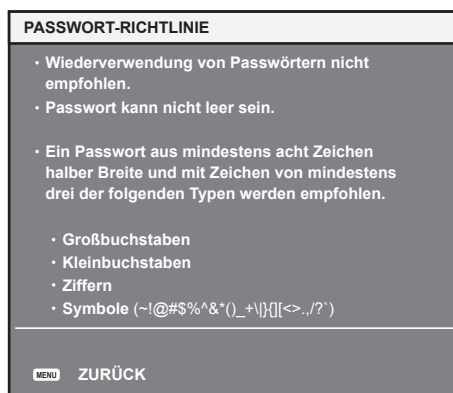 PASSWORT-RICHTLINIE
・Wiederverwendung von Passwörtern nicht
empfohlen.
・Passwort kann nicht leer sein.
・Ein Passwort aus mindestens acht Zeichen
halber Breite und mit Zeichen von mindestens
drei der folgenden Typen werden empfohlen.
・Großbuchstaben
・Kleinbuchstaben
・Ziffern
・Symbole (~!@#$%^&*()_+\|}{][<>.,/?`)
MENU ZURÜCK